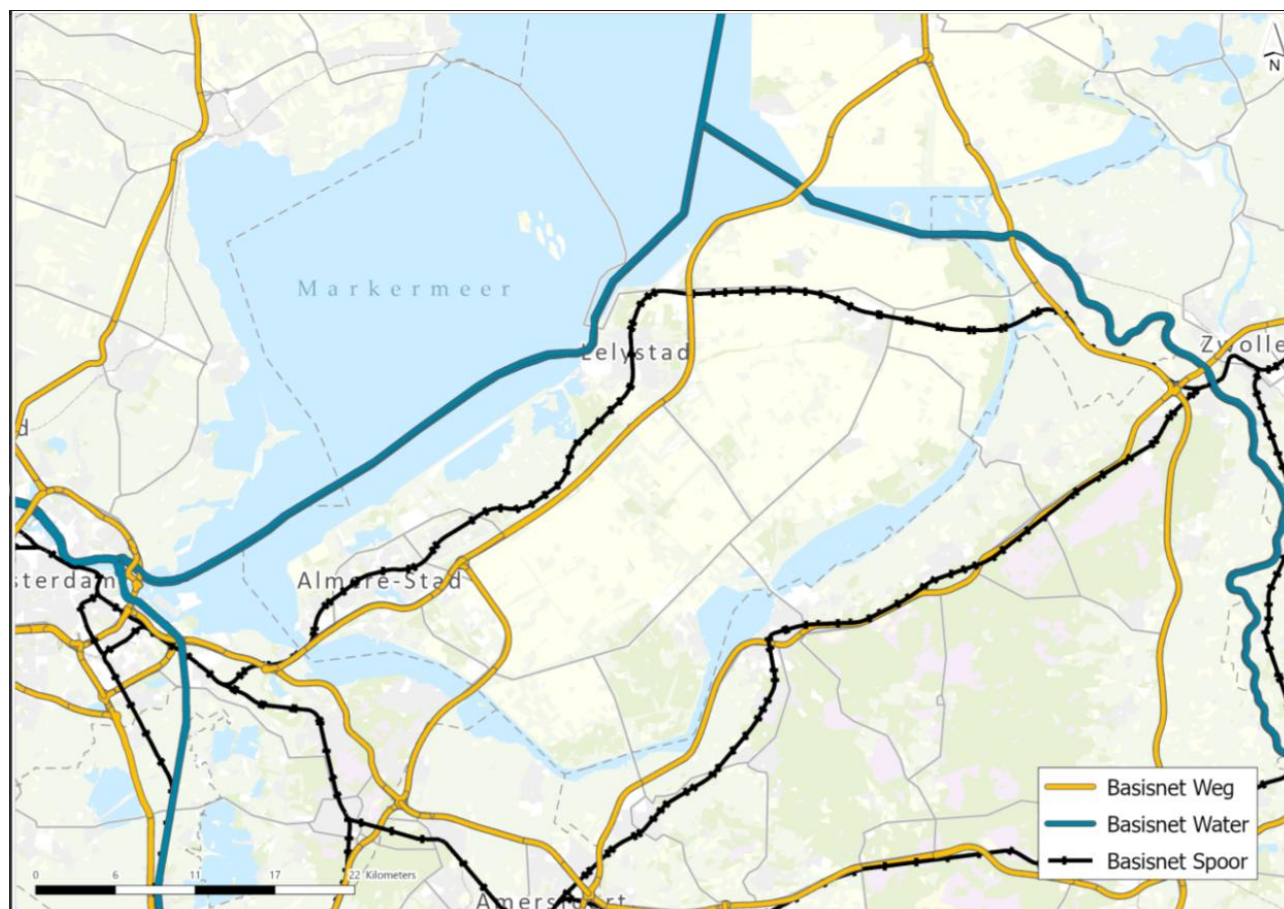 N
Markermeer
Lelystad
Zwolle
d
sterdam
Almere-Stad
Basisnet Weg
Basisnet Water
Basisnet Spoor
0 6 11 17 22 Kilometers
Amersfoort